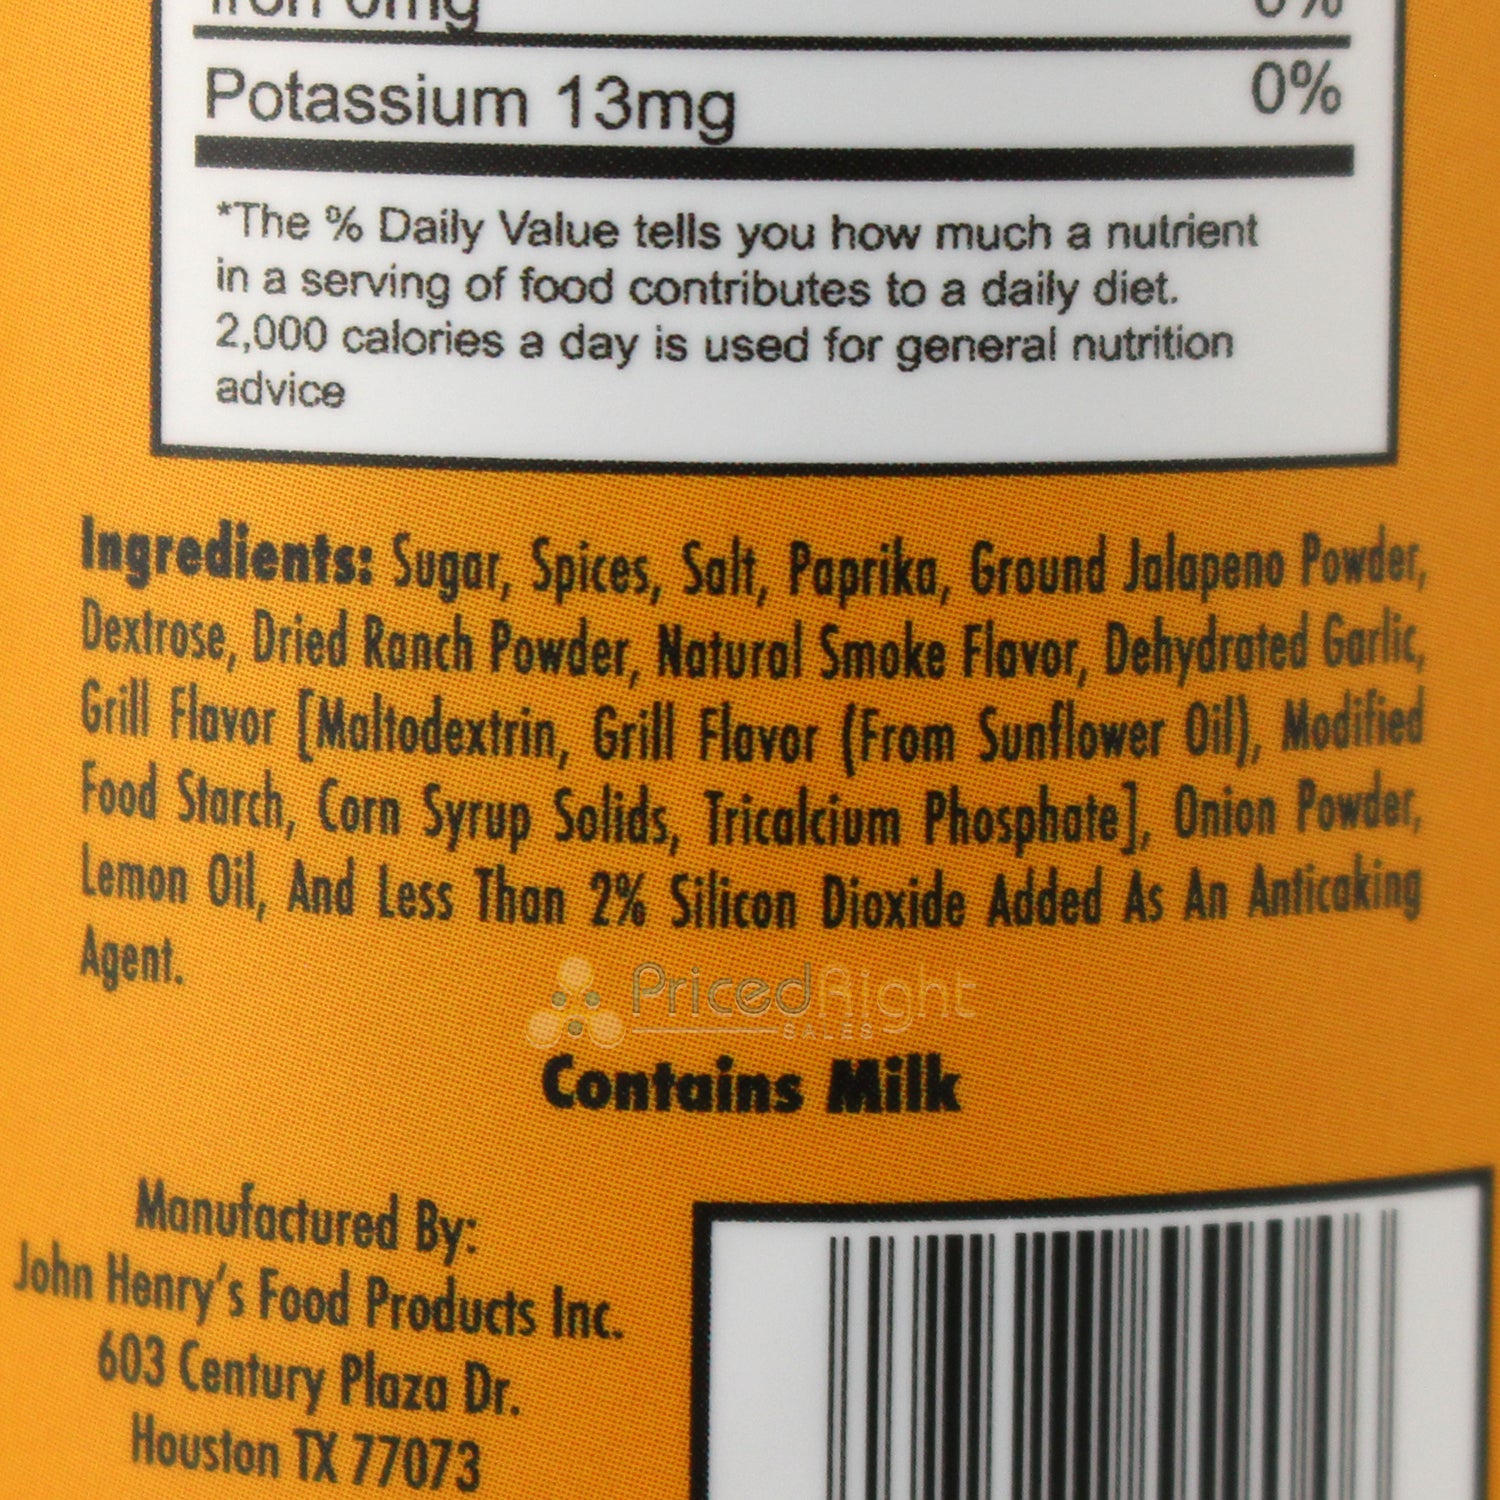 Iron 0mg 0%
Potassium 13mg 0%
*The % Daily Value tells you how much a nutrient
in a serving of food contributes to a daily diet.
2,000 calories a day is used for general nutrition
advice
Ingredients: Sugar, Spices, Salt, Paprika, Ground Jalapeno Powder,
Dextrose, Dried Ranch Powder, Natural Smoke Flavor, Dehydrated Garlic,
Grill Flavor [Maltodextrin, Grill Flavor (From Sunflower Oil), Modified
Food Starch, Corn Syrup Solids, Tricalcium Phosphate], Onion Powder,
Lemon Oil, And Less Than 2% Silicon Dioxide Added As An Anticaking
Agent.
PricedRight
SALES
Contains Milk
Manufactured By:
John Henry's Food Products Inc.
603 Century Plaza Dr.
Houston TX 77073